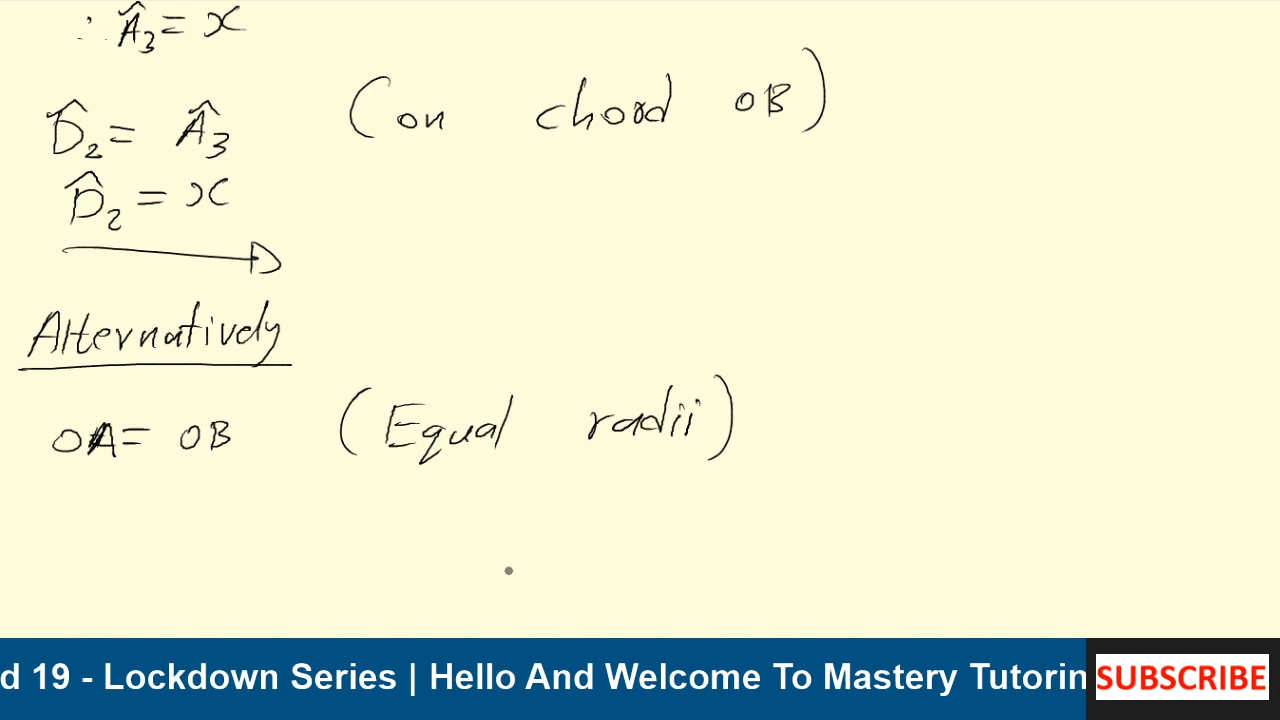 ∴ Â₃ = x
D̂₂ = Â₃ (on chord OB)
D̂₂ = x
Alternatively
OA = OB (Equal radii)
d 19 - Lockdown Series | Hello And Welcome To Mastery Tutorin
SUBSCRIBE